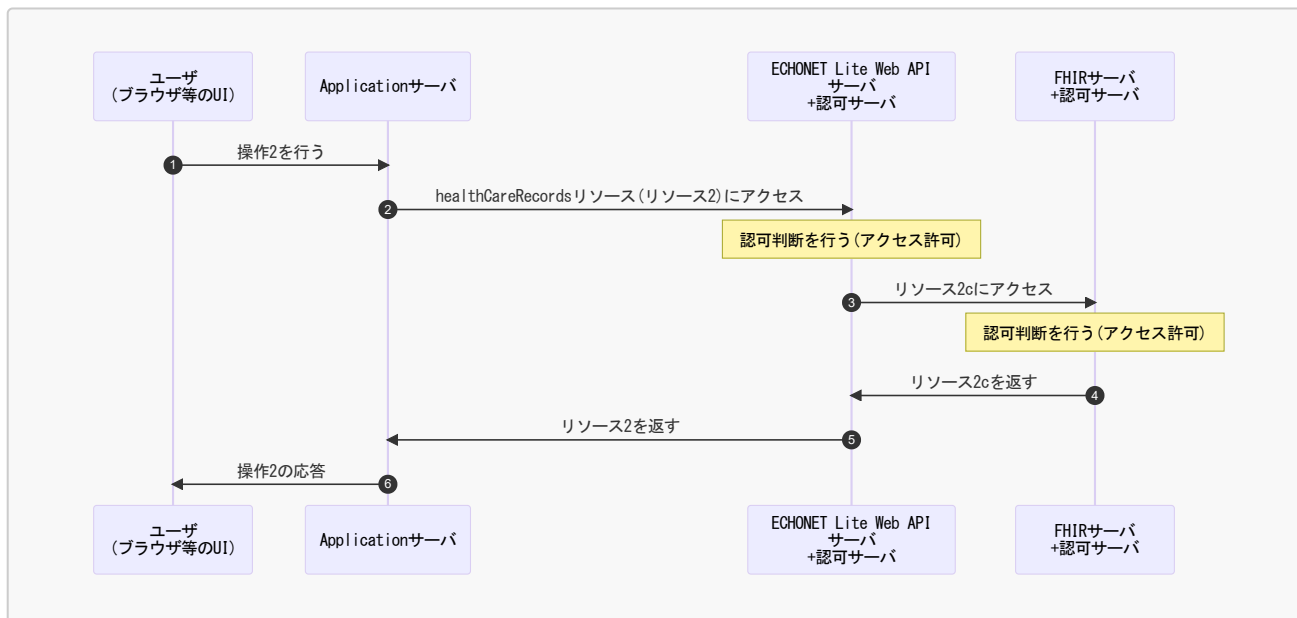 ユーザ
(ブラウザ等のUI)
Applicationサーバ
ECHONET Lite Web API
サーバ
+認可サーバ
FHIRサーバ
+認可サーバ
1
操作2を行う
2
healthCareRecordsリソース(リソース2)にアクセス
認可判断を行う(アクセス許可)
3
リソース2cにアクセス
認可判断を行う(アクセス許可)
リソース2cを返す
4
リソース2を返す
5
操作2の応答
6
ユーザ
(ブラウザ等のUI)
Applicationサーバ
ECHONET Lite Web API
サーバ
+認可サーバ
FHIRサーバ
+認可サーバ